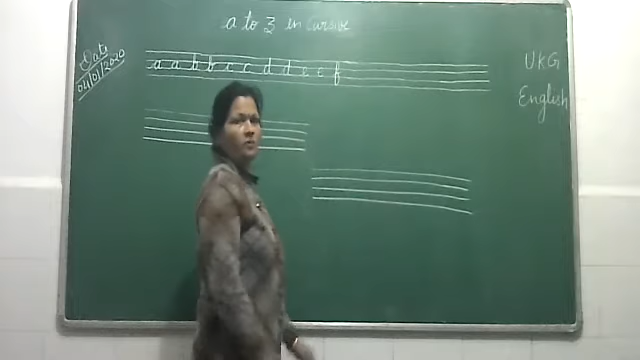 a to z in cursive
Date
04/01/2020
UKG
English
a a b b c c d d e e f